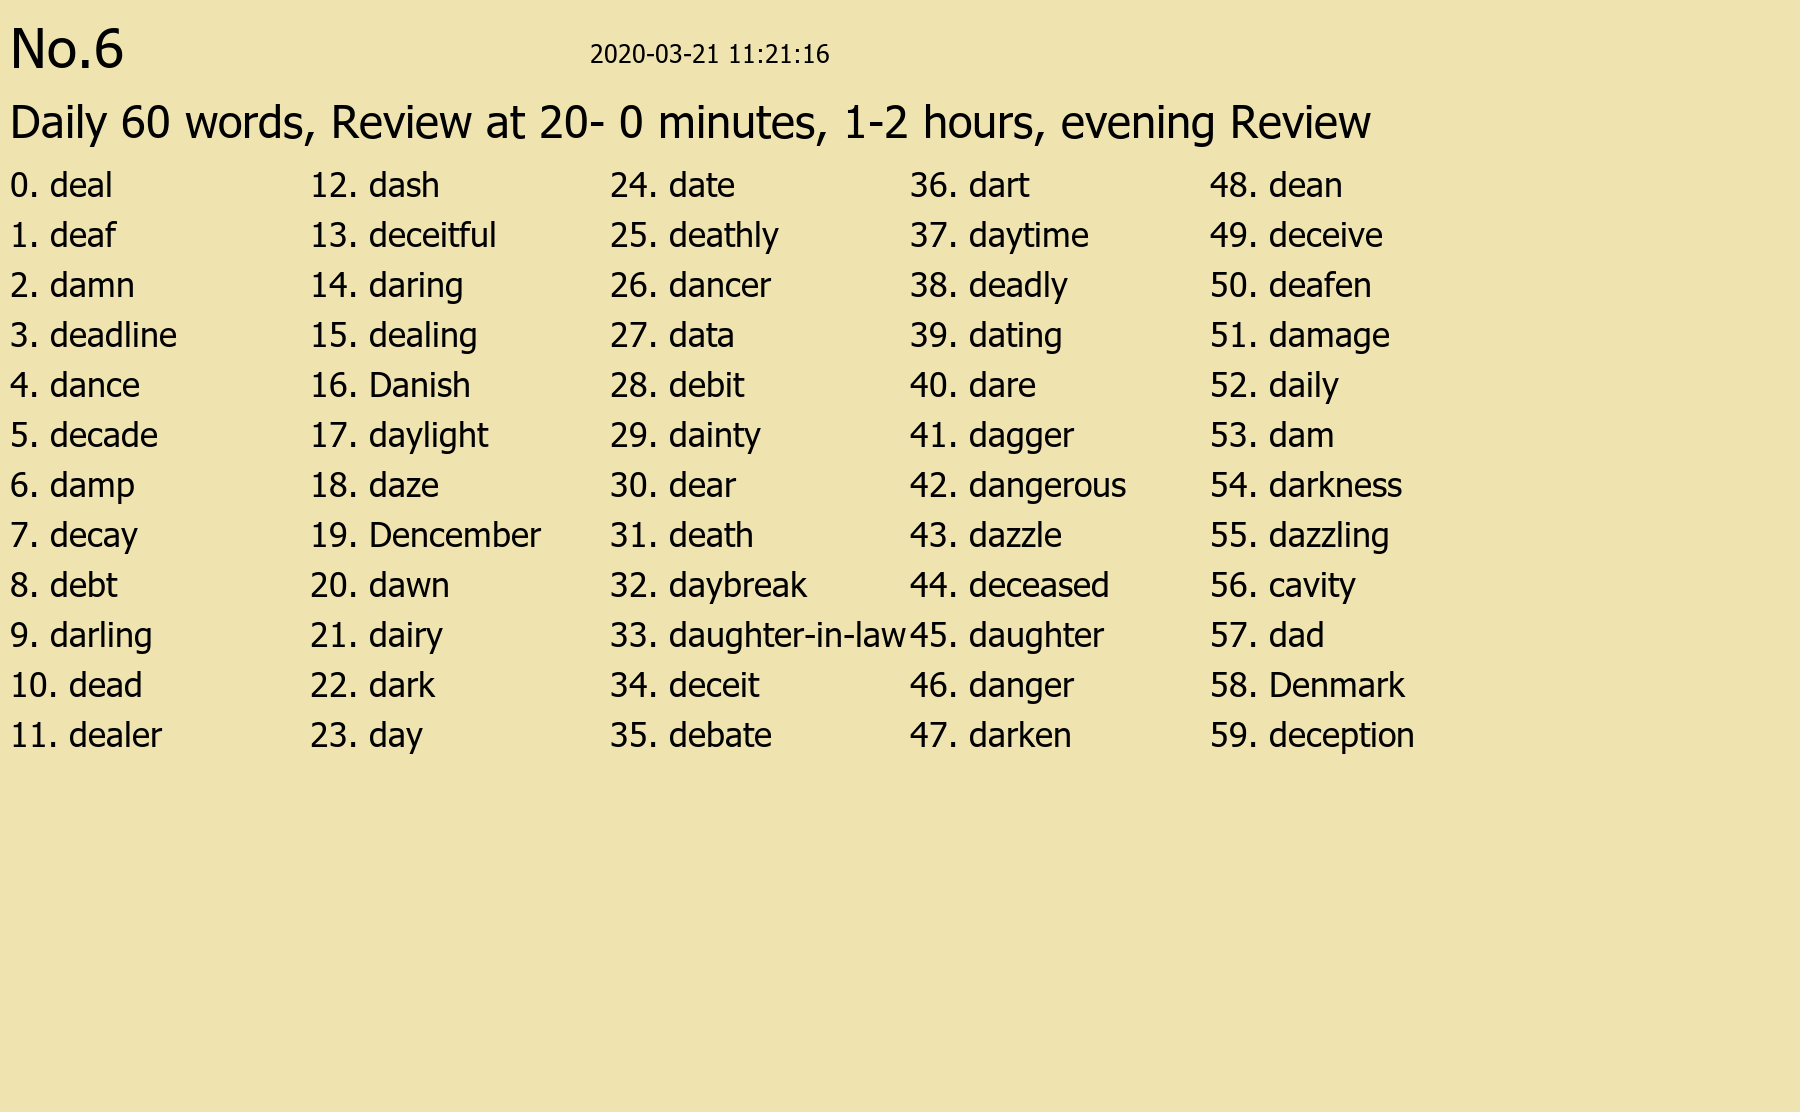 No.6
2020-03-21 11:21:16
Daily 60 words, Review at 20- 0 minutes, 1-2 hours, evening Review
0. deal
1. deaf
2. damn
3. deadline
4. dance
5. decade
6. damp
7. decay
8. debt
9. darling
10. dead
11. dealer
12. dash
13. deceitful
14. daring
15. dealing
16. Danish
17. daylight
18. daze
19. Dencember
20. dawn
21. dairy
22. dark
23. day
24. date
25. deathly
26. dancer
27. data
28. debit
29. dainty
30. dear
31. death
32. daybreak
33. daughter-in-law
34. deceit
35. debate
36. dart
37. daytime
38. deadly
39. dating
40. dare
41. dagger
42. dangerous
43. dazzle
44. deceased
45. daughter
46. danger
47. darken
48. dean
49. deceive
50. deafen
51. damage
52. daily
53. dam
54. darkness
55. dazzling
56. cavity
57. dad
58. Denmark
59. deception